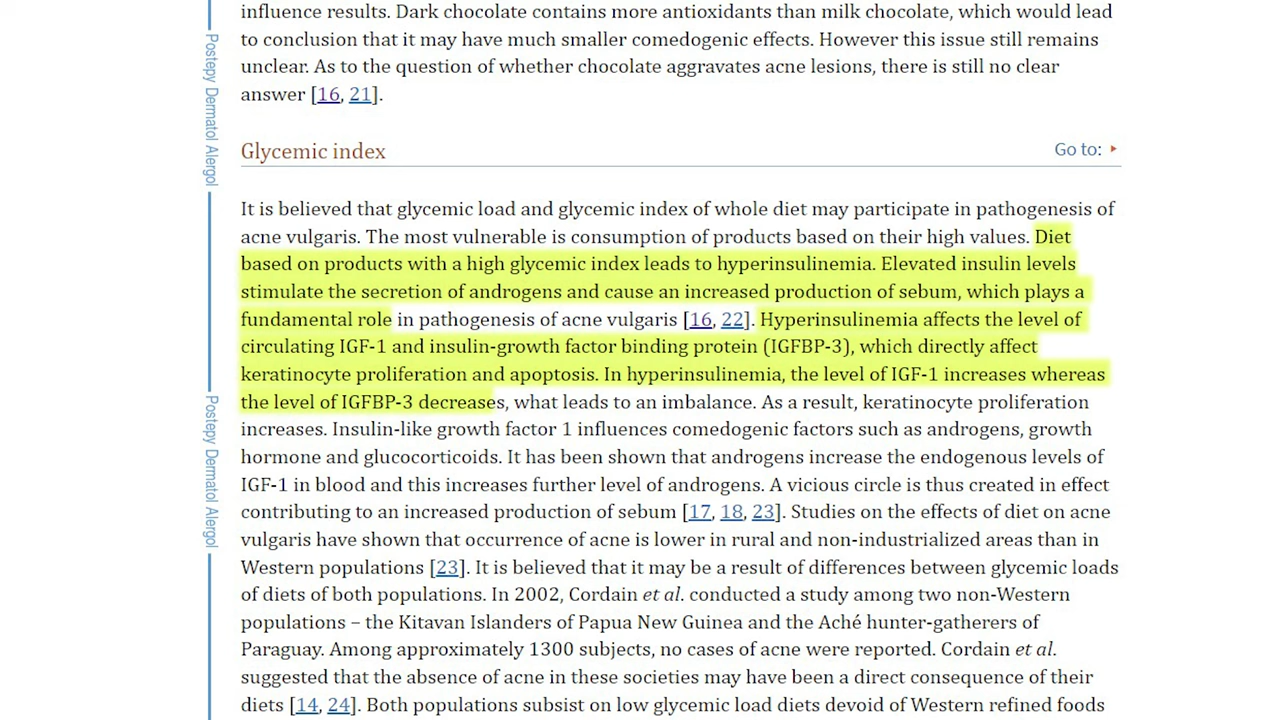 influence results. Dark chocolate contains more antioxidants than milk chocolate, which would lead
to conclusion that it may have much smaller comedogenic effects. However this issue still remains
unclear. As to the question of whether chocolate aggravates acne lesions, there is still no clear
answer [16, 21].
Postepy Dermatol Alergol
Glycemic index
Go to:
It is believed that glycemic load and glycemic index of whole diet may participate in pathogenesis of
acne vulgaris. The most vulnerable is consumption of products based on their high values. Diet
based on products with a high glycemic index leads to hyperinsulinemia. Elevated insulin levels
stimulate the secretion of androgens and cause an increased production of sebum, which plays a
fundamental role in pathogenesis of acne vulgaris [16, 22]. Hyperinsulinemia affects the level of
circulating IGF-1 and insulin-growth factor binding protein (IGFBP-3), which directly affect
keratinocyte proliferation and apoptosis. In hyperinsulinemia, the level of IGF-1 increases whereas
the level of IGFBP-3 decreases, what leads to an imbalance. As a result, keratinocyte proliferation
increases. Insulin-like growth factor 1 influences comedogenic factors such as androgens, growth
hormone and glucocorticoids. It has been shown that androgens increase the endogenous levels of
IGF-1 in blood and this increases further level of androgens. A vicious circle is thus created in effect
contributing to an increased production of sebum [17, 18, 23]. Studies on the effects of diet on acne
vulgaris have shown that occurrence of acne is lower in rural and non-industrialized areas than in
Western populations [23]. It is believed that it may be a result of differences between glycemic loads
of diets of both populations. In 2002, Cordain et al. conducted a study among two non-Western
populations – the Kitavan Islanders of Papua New Guinea and the Aché hunter-gatherers of
Paraguay. Among approximately 1300 subjects, no cases of acne were reported. Cordain et al.
suggested that the absence of acne in these societies may have been a direct consequence of their
diets [14, 24]. Both populations subsist on low glycemic load diets devoid of Western refined foods
Postepy Dermatol Alergol